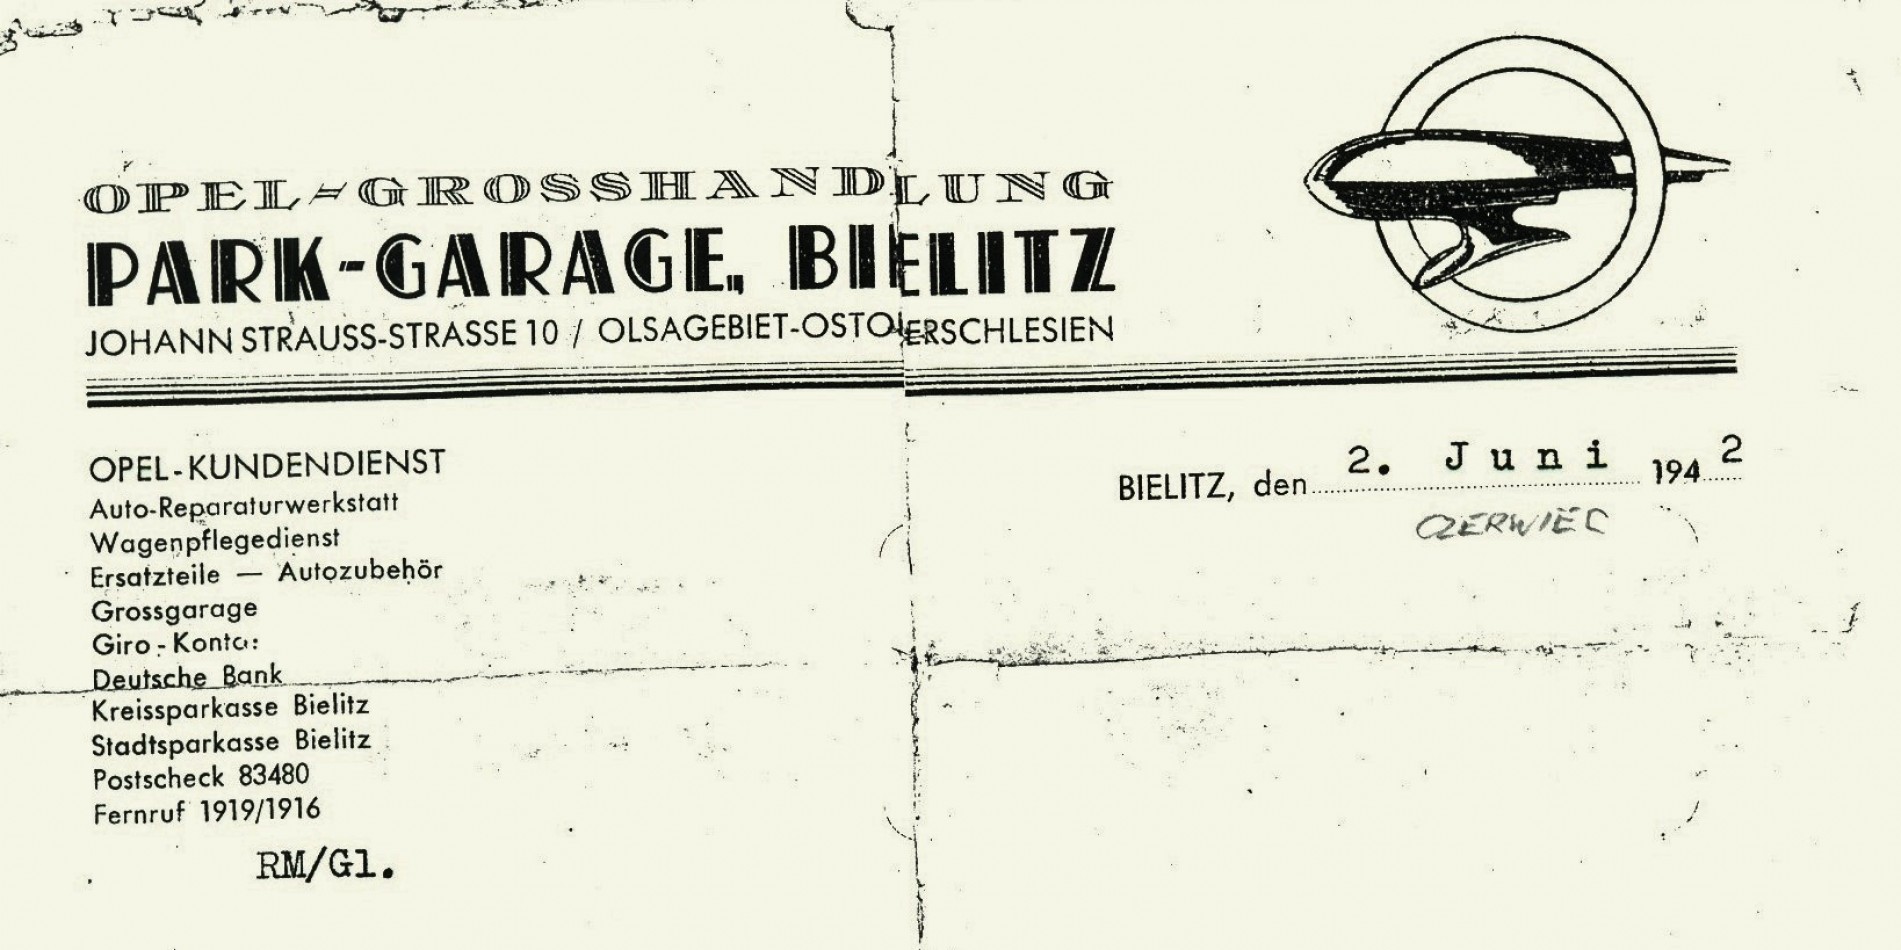 OPEL-GROSSHANDLUNG
PARK-GARAGE, BIELITZ
JOHANN STRAUSS-STRASSE 10 / OLSAGEBIET-OSTOBERSCHLESIEN
OPEL-KUNDENDIENST
Auto-Reparaturwerkstatt
Wagenpflegedienst
Ersatzteile — Autozubehör
Grossgarage
Giro-Konto:
Deutsche Bank
Kreissparkasse Bielitz
Stadtsparkasse Bielitz
Postscheck 83480
Fernruf 1919/1916
RM/Gl.
BIELITZ, den 2. Juni 1942
CZERWIEC